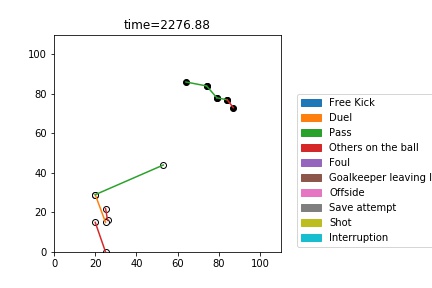 time=2276.88
100
80
60
40
20
0
0 20 40 60 80 100
Free Kick
Duel
Pass
Others on the ball
Foul
Goalkeeper leaving l
Offside
Save attempt
Shot
Interruption